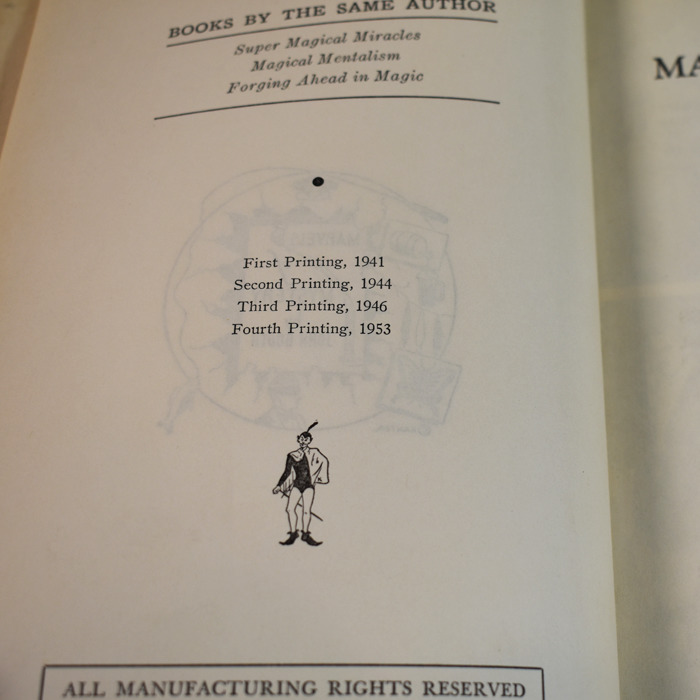 BOOKS BY THE SAME AUTHOR
Super Magical Miracles
Magical Mentalism
Forging Ahead in Magic
First Printing, 1941
Second Printing, 1944
Third Printing, 1946
Fourth Printing, 1953
ALL MANUFACTURING RIGHTS RESERVED
MA